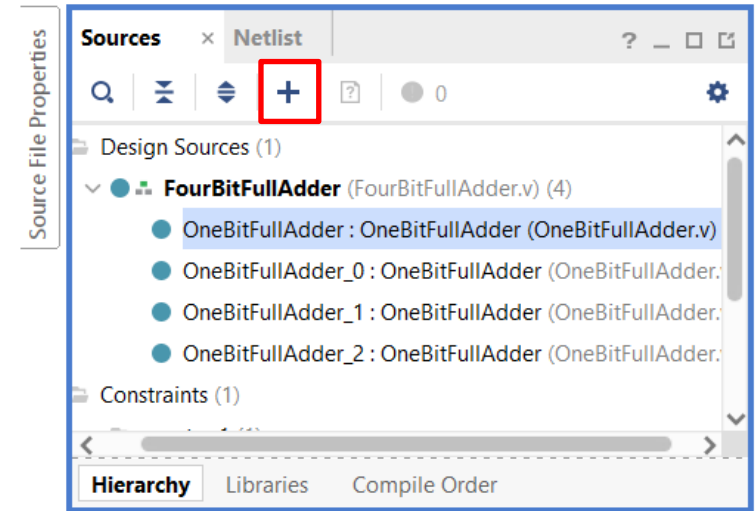 Source File Properties
Sources × Netlist ? _
+ ? 0
Design Sources (1)
FourBitFullAdder (FourBitFullAdder.v) (4)
OneBitFullAdder : OneBitFullAdder (OneBitFullAdder.v)
OneBitFullAdder_0 : OneBitFullAdder (OneBitFullAdder.
OneBitFullAdder_1 : OneBitFullAdder (OneBitFullAdder.
OneBitFullAdder_2 : OneBitFullAdder (OneBitFullAdder.
Constraints (1)
Hierarchy Libraries Compile Order